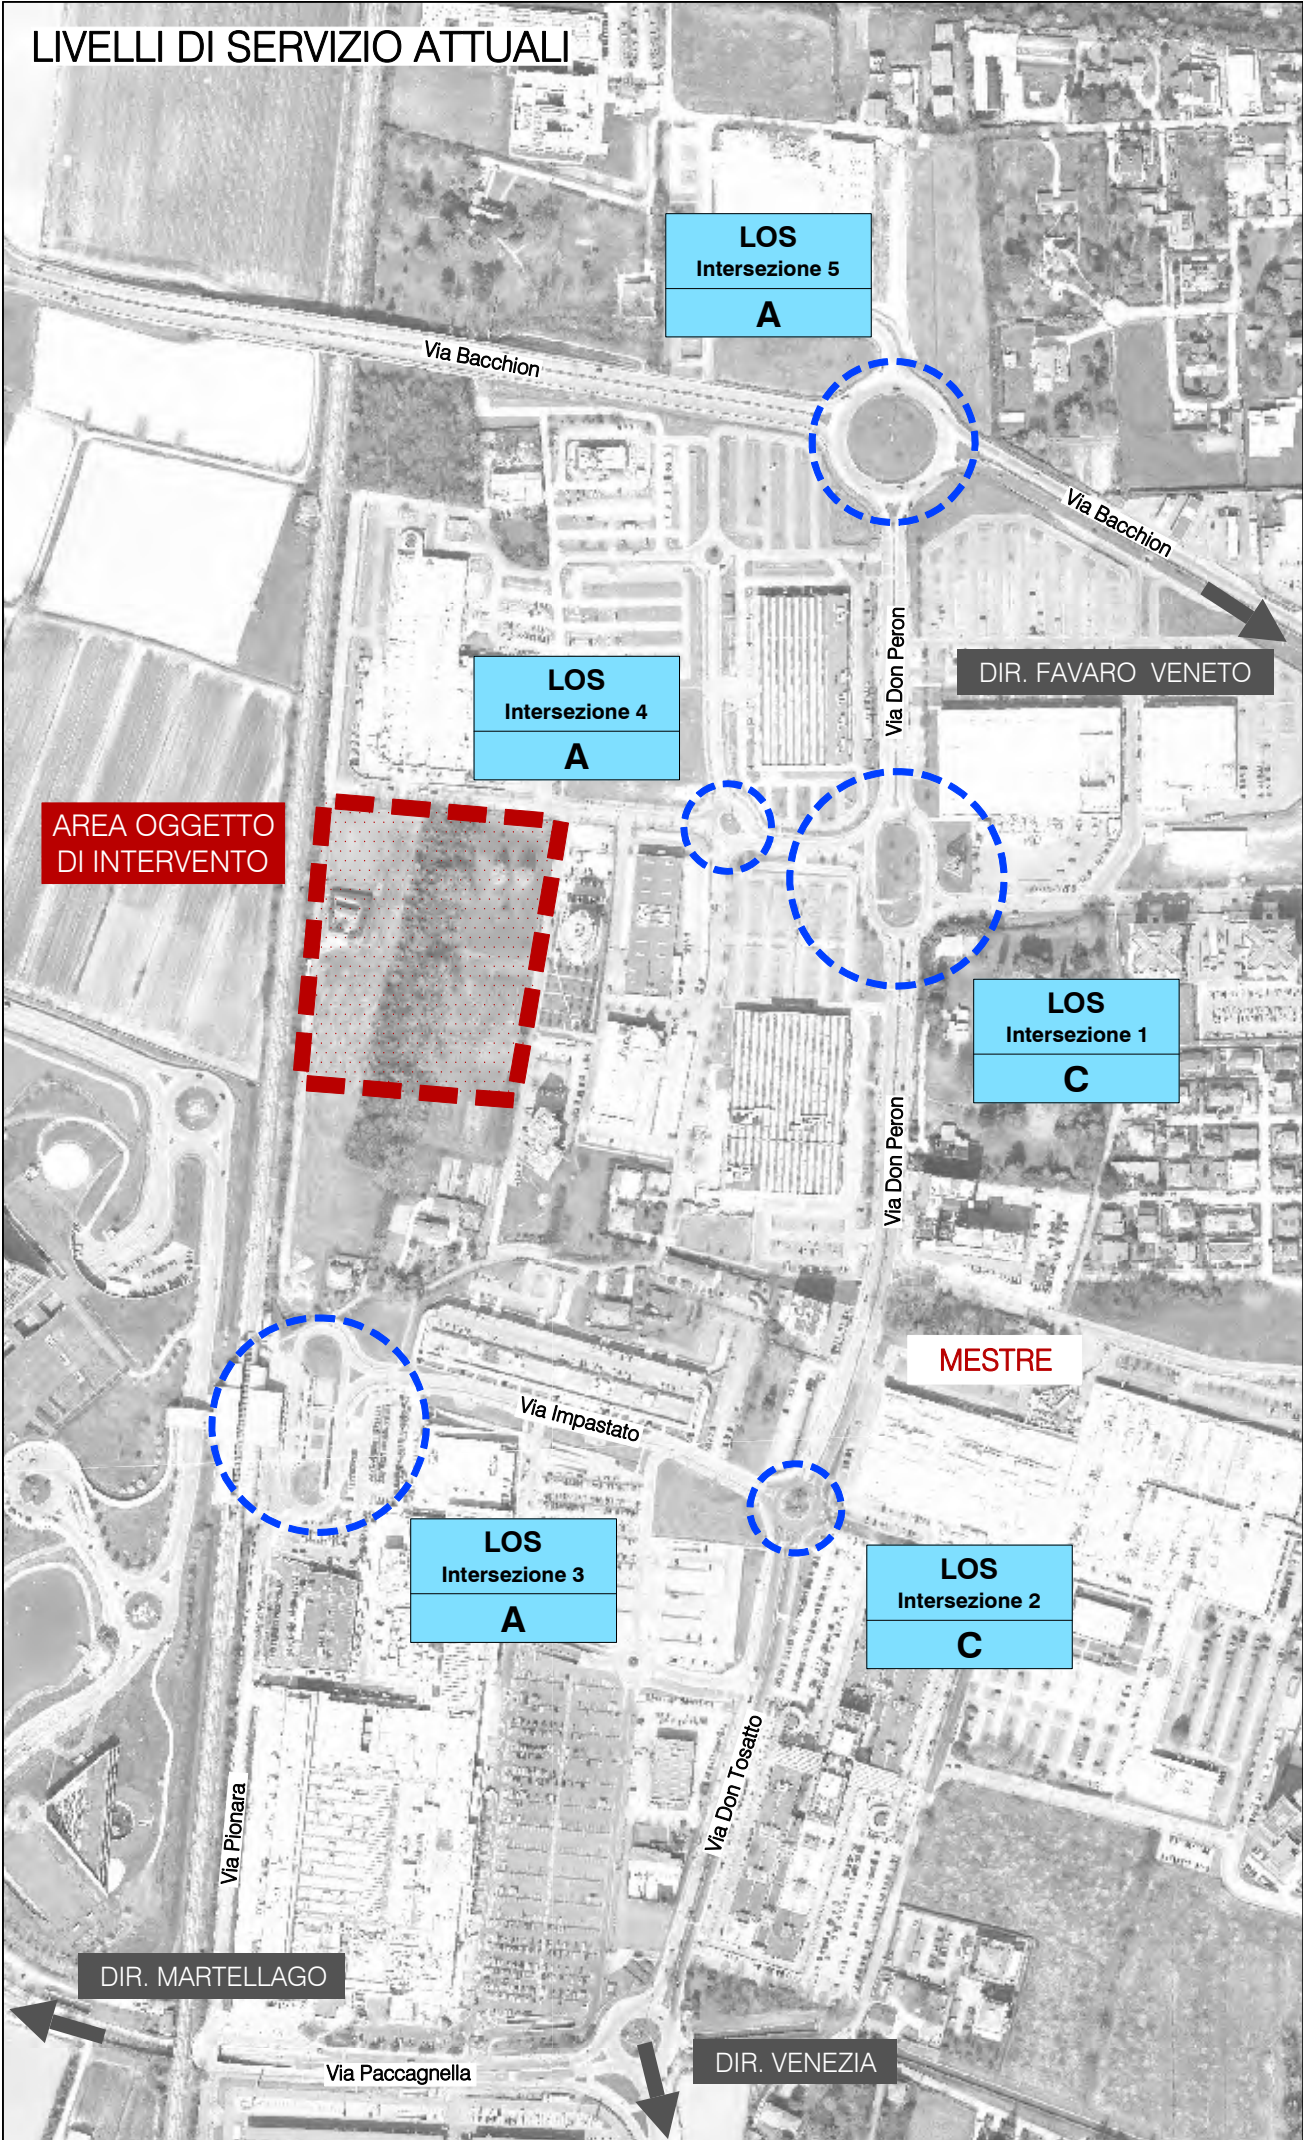 LIVELLI DI SERVIZIO ATTUALI
LOS
Intersezione 5
A
Via Bacchion
Via Bacchion
DIR. FAVARO VENETO
Via Don Peron
LOS
Intersezione 4
A
AREA OGGETTO
DI INTERVENTO
LOS
Intersezione 1
C
Via Don Peron
MESTRE
Via Impastato
LOS
Intersezione 3
A
LOS
Intersezione 2
C
Via Don Tosatto
Via Pionara
DIR. MARTELLAGO
DIR. VENEZIA
Via Paccagnella